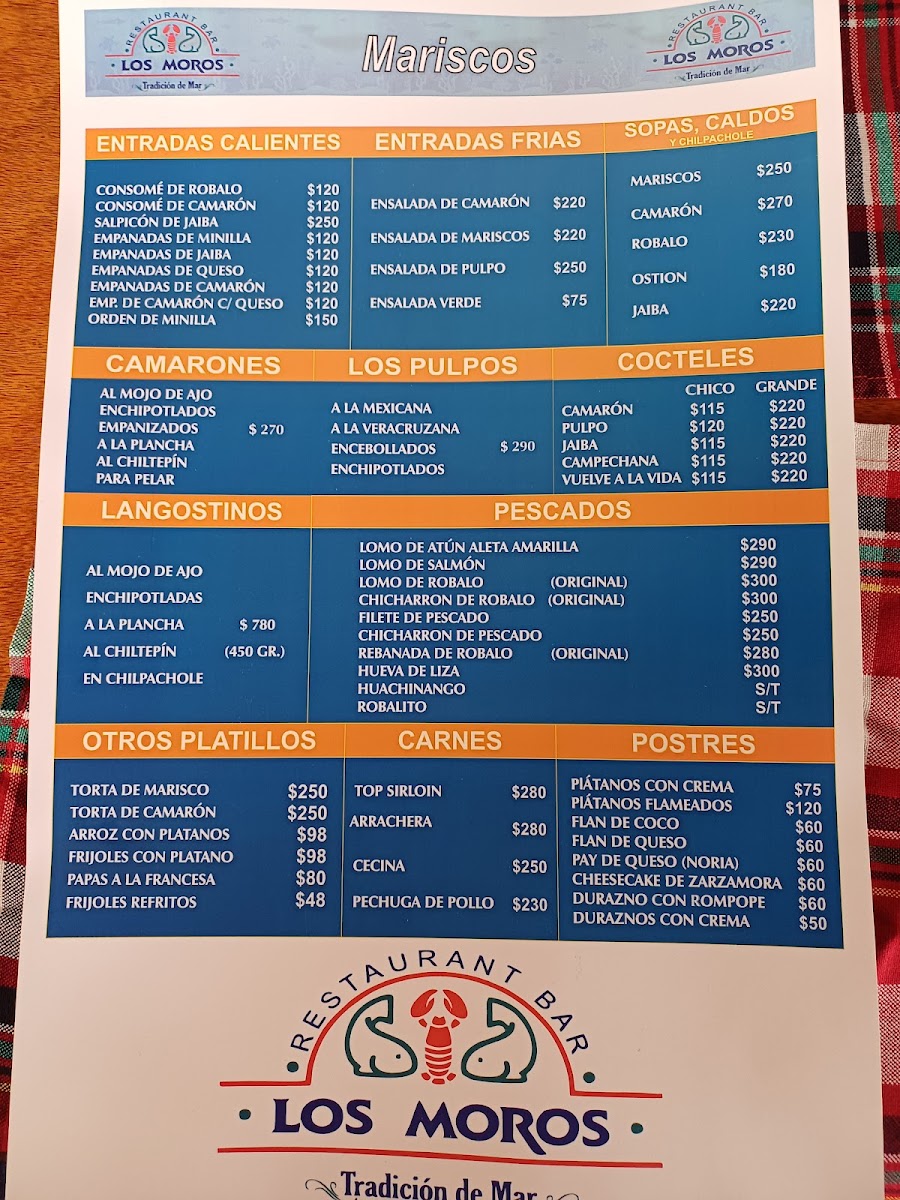 RESTAURANT BAR
LOS MOROS
Tradición de Mar
Mariscos
RESTAURANT BAR
LOS MOROS
Tradición de Mar
ENTRADAS CALIENTES
CONSOMÉ DE ROBALO $120
CONSOMÉ DE CAMARÓN $120
SALPICÓN DE JAIBA $250
EMPANADAS DE MINILLA $120
EMPANADAS DE JAIBA $120
EMPANADAS DE QUESO $120
EMPANADAS DE CAMARÓN $120
EMP. DE CAMARÓN C/ QUESO $120
ORDEN DE MINILLA $150
ENTRADAS FRIAS
ENSALADA DE CAMARÓN $220
ENSALADA DE MARISCOS $220
ENSALADA DE PULPO $250
ENSALADA VERDE $75
SOPAS, CALDOS
Y CHILPACHOLE
MARISCOS $250
CAMARÓN $270
ROBALO $230
OSTION $180
JAIBA $220
CAMARONES
AL MOJO DE AJO
ENCHIPOTLADOS
EMPANIZADOS $ 270
A LA PLANCHA
AL CHILTEPÍN
PARA PELAR
LOS PULPOS
A LA MEXICANA
A LA VERACRUZANA
ENCEBOLLADOS $ 290
ENCHIPOTLADOS
COCTELES
CHICO GRANDE
CAMARÓN $115 $220
PULPO $120 $220
JAIBA $115 $220
CAMPECHANA $115 $220
VUELVE A LA VIDA $115 $220
LANGOSTINOS
AL MOJO DE AJO
ENCHIPOTLADAS
A LA PLANCHA $ 780
AL CHILTEPÍN (450 GR.)
EN CHILPACHOLE
PESCADOS
LOMO DE ATÚN ALETA AMARILLA $290
LOMO DE SALMÓN $290
LOMO DE ROBALO (ORIGINAL) $300
CHICHARRON DE ROBALO (ORIGINAL) $300
FILETE DE PESCADO $250
CHICHARRON DE PESCADO $250
REBANADA DE ROBALO (ORIGINAL) $280
HUEVA DE LIZA $300
HUACHINANGO S/T
ROBALITO S/T
OTROS PLATILLOS
TORTA DE MARISCO $250
TORTA DE CAMARÓN $250
ARROZ CON PLATANOS $98
FRIJOLES CON PLATANO $98
PAPAS A LA FRANCESA $80
FRIJOLES REFRITOS $48
CARNES
TOP SIRLOIN $280
ARRACHERA $280
CECINA $250
PECHUGA DE POLLO $230
POSTRES
PIÁTANOS CON CREMA $75
PIÁTANOS FLAMEADOS $120
FLAN DE COCO $60
FLAN DE QUESO $60
PAY DE QUESO (NORIA) $60
CHEESECAKE DE ZARZAMORA $60
DURAZNO CON ROMPOPE $60
DURAZNOS CON CREMA $50
RESTAURANT BAR
LOS MOROS
Tradición de Mar